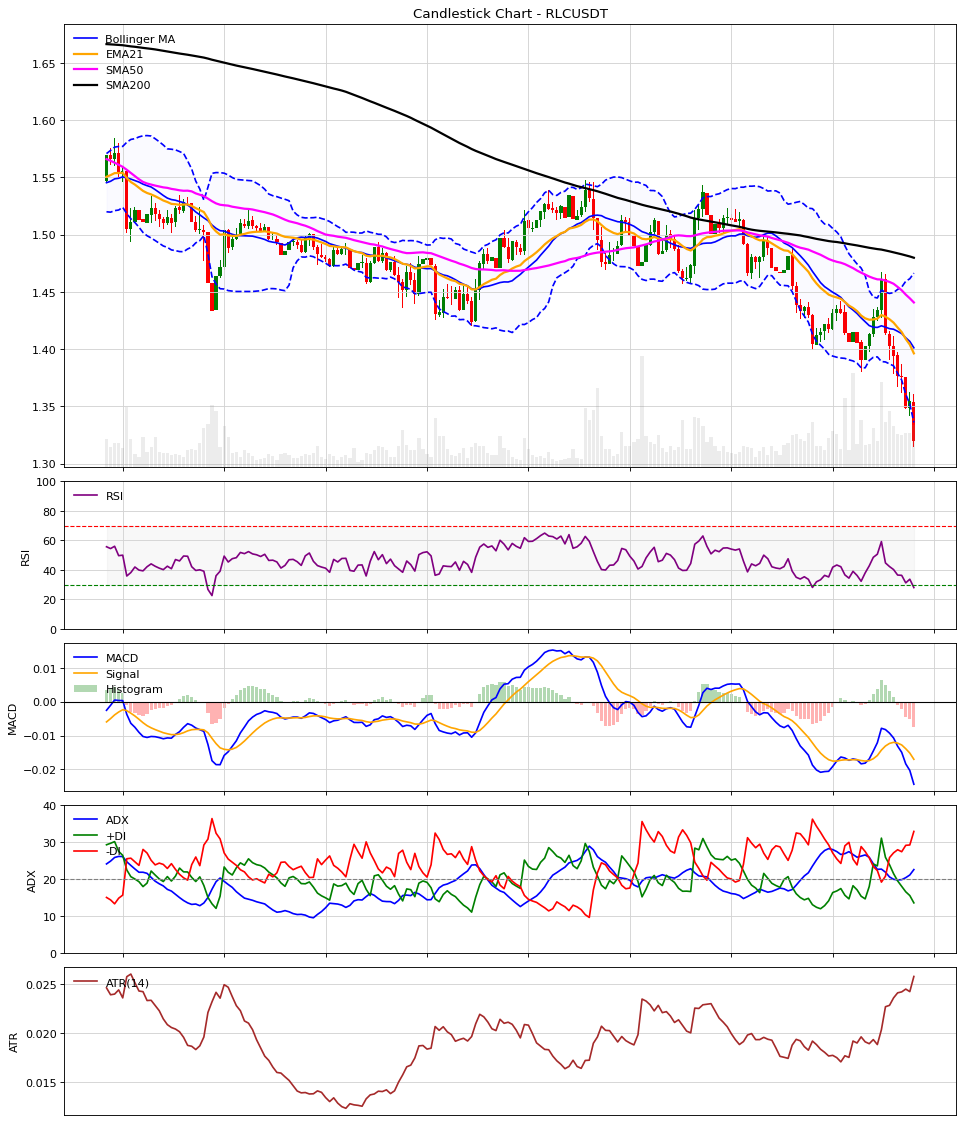 Candlestick Chart - RLCUSDT
Bollinger MA
EMA21
SMA50
SMA200
1.65
1.60
1.55
1.50
1.45
1.40
1.35
1.30
RSI
100
80
60
40
20
0
RSI
MACD
Signal
Histogram
0.01
0.00
−0.01
−0.02
MACD
ADX
+DI
-DI
40
30
20
10
0
ADX
ATR(14)
0.025
0.020
0.015
ATR